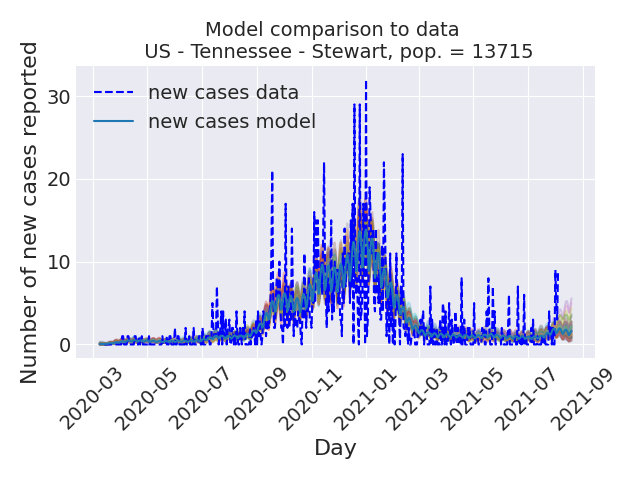 Model comparison to data
US - Tennessee - Stewart, pop. = 13715
Number of new cases reported
new cases data
new cases model
30
20
10
0
2020-03
2020-05
2020-07
2020-09
2020-11
2021-01
2021-03
2021-05
2021-07
2021-09
Day